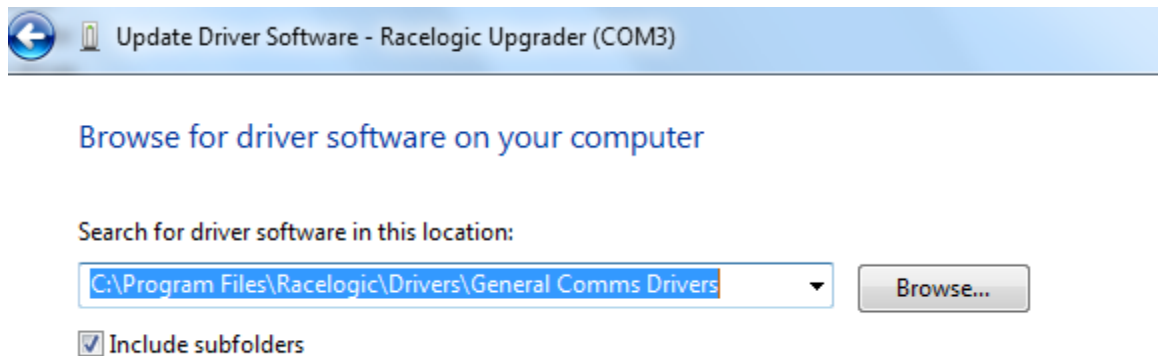 Update Driver Software - Racelogic Upgrader (COM3)
Browse for driver software on your computer
Search for driver software in this location:
C:\Program Files\Racelogic\Drivers\General Comms Drivers
Browse...
Include subfolders